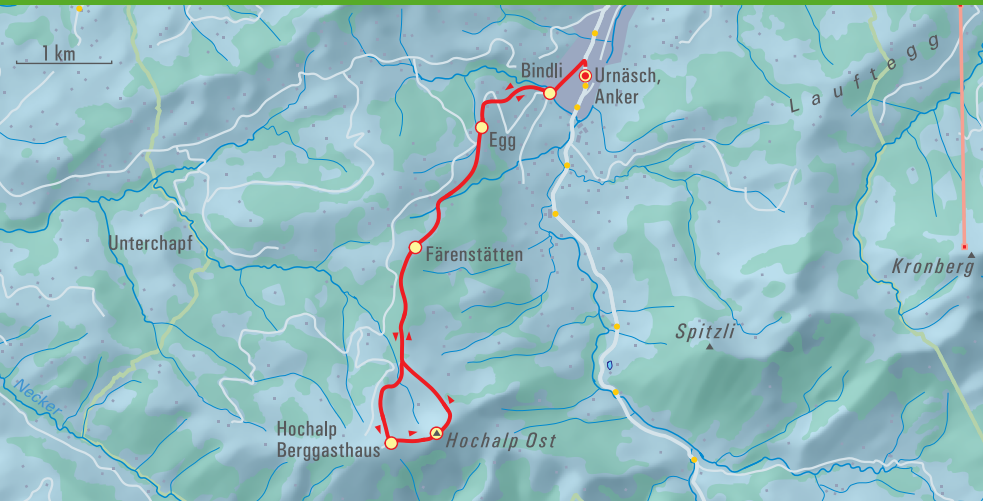 1 km
Bindli
Urnäsch,
Anker
Lauftegg
Egg
Unterchapf
Färenstätten
Kronberg
Spitzli
Necker
Hochalp
Berggasthaus
Hochalp Ost